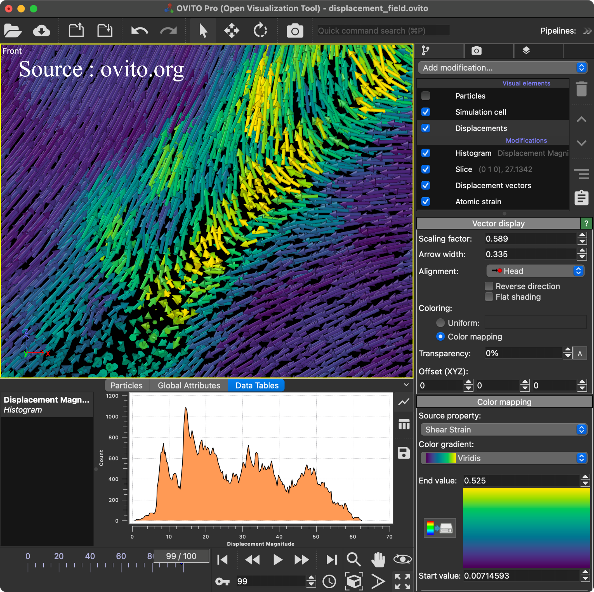 OVITO Pro (Open Visualization Tool) - displacement_field.ovito
Quick command search (⌘P)
Pipelines:
Front
Source : ovito.org
Add modification...
Visual elements
Particles
Simulation cell
Displacements
Modifications
Histogram Displacement Magni
Slice (0 1 0), 27.1342
Displacement vectors
Atomic strain
Vector display
?
Scaling factor: 0.589
Arrow width: 0.335
Alignment: Head
Reverse direction
Flat shading
Coloring:
Uniform:
Color mapping
Transparency: 0% A
Offset (XYZ):
0 0 0
Color mapping
Source property:
Shear Strain
Color gradient:
Viridis
End value: 0.525
Start value: 0.00714593
y x
Particles Global Attributes Data Tables
Displacement Magn...
Histogram
1200
1000
800
600
400
200
0
Count
0 10 20 30 40 50 60 70
Displacement Magnitude
0 20 40 60 80 99 / 100
99